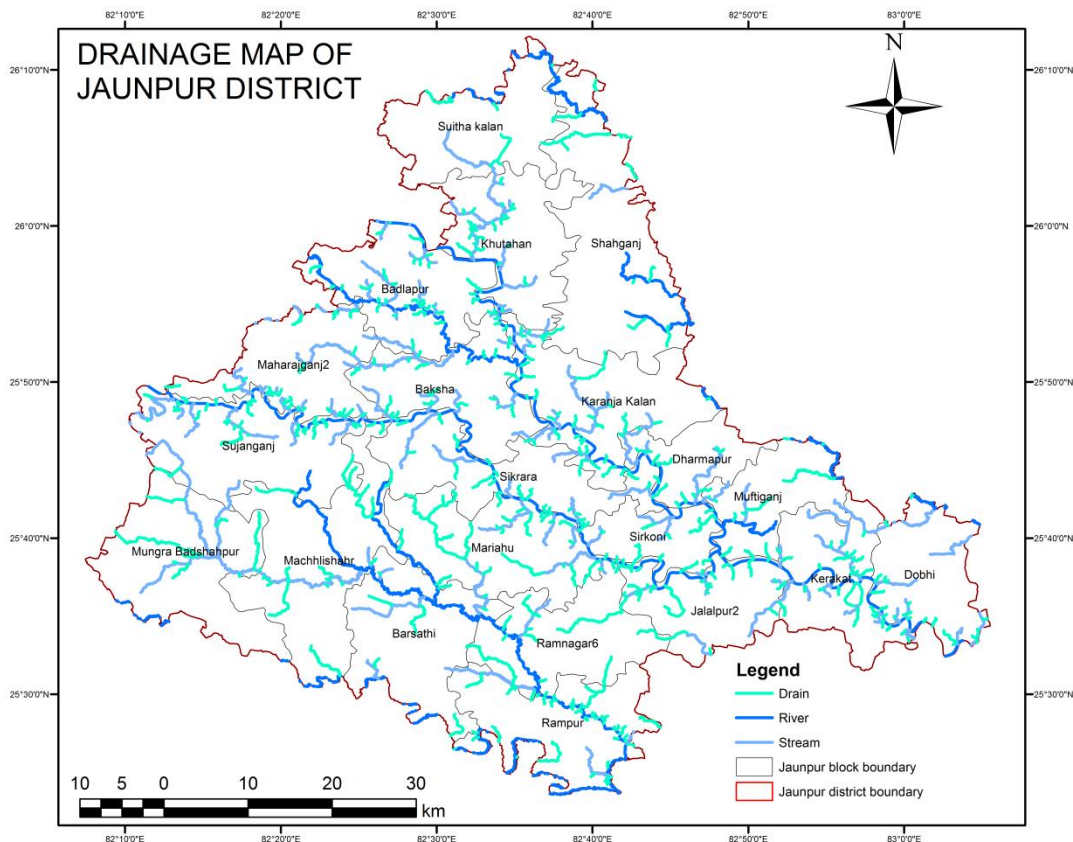 82°10'0"E 82°20'0"E 82°30'0"E 82°40'0"E 82°50'0"E 83°0'0"E
DRAINAGE MAP OF
JAUNPUR DISTRICT
N
26°10'0"N 26°10'0"N
Suitha kalan
26°0'0"N 26°0'0"N
Khutahan
Shahganj
Badlapur
Maharajganj2
25°50'0"N 25°50'0"N
Baksha
Karanja Kalan
Sujanganj
Dharmapur
Sikrara
Muftiganj
25°40'0"N 25°40'0"N
Sirkoni
Mariahu
Mungra Badshahpur
Machhlishahr
Kerakat
Dobhi
Jalalpur2
Barsathi
Ramnagar6
25°30'0"N 25°30'0"N
Rampur
Legend
Drain
River
Stream
Jaunpur block boundary
Jaunpur district boundary
10 5 0 10 20 30
km
82°10'0"E 82°20'0"E 82°30'0"E 82°40'0"E 82°50'0"E 83°0'0"E